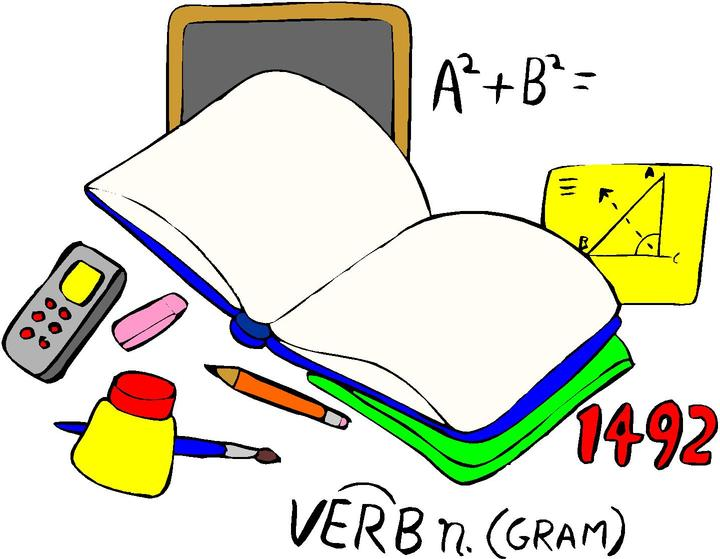 A²+B²=
A
B
C
1492
VERB n. (GRAM)